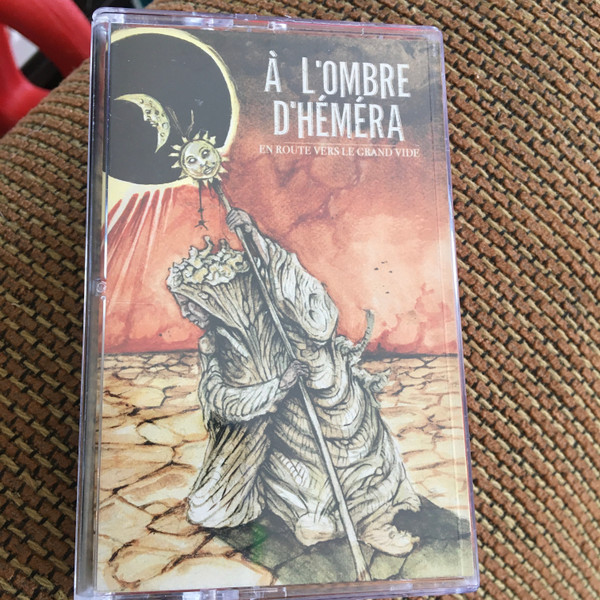 À L'OMBRE
D'HÉMÉRA
EN ROUTE VERS LE GRAND VIDE